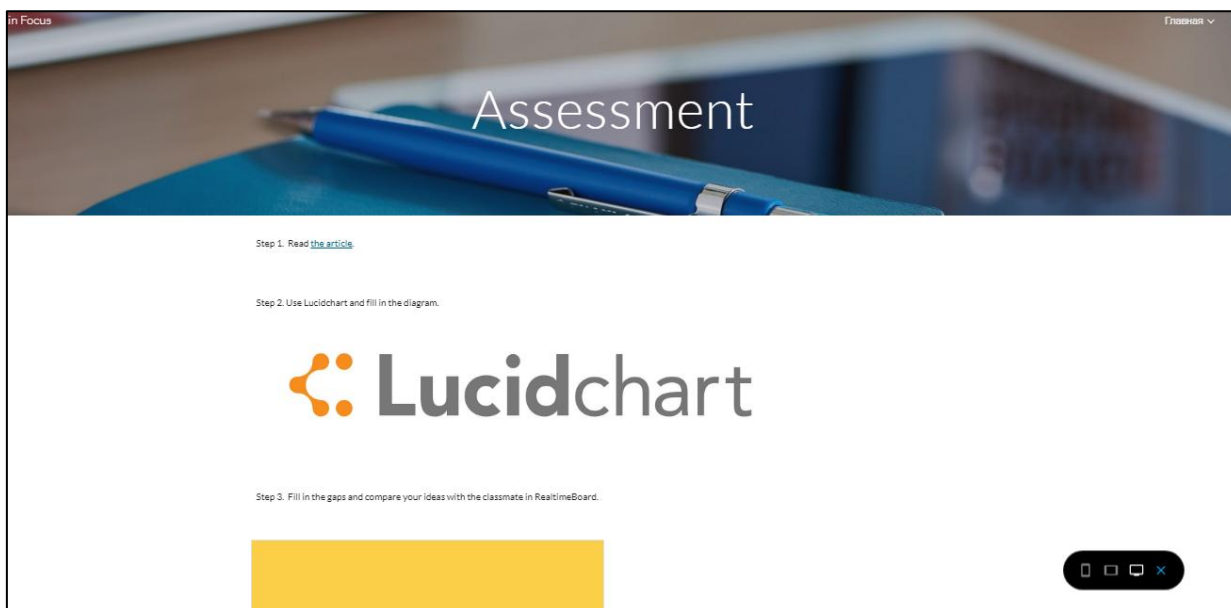 in Focus
Главная
Assessment
Step 1. Read the article.
Step 2. Use Lucidchart and fill in the diagram.
Lucidchart
Step 3. Fill in the gaps and compare your ideas with the classmate in RealtimeBoard.